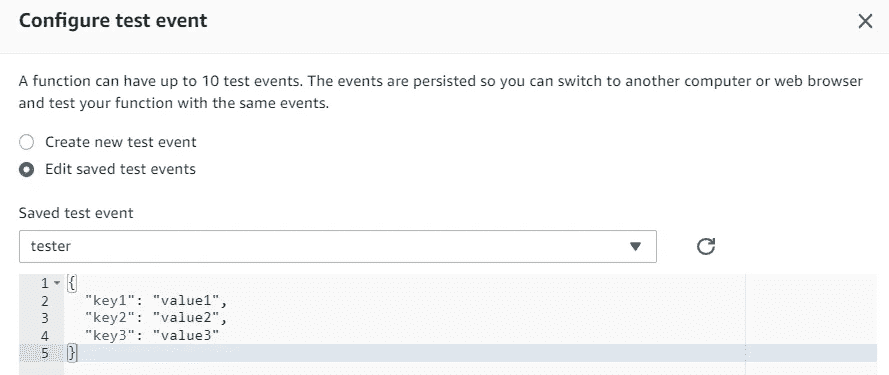 Configure test event
A function can have up to 10 test events. The events are persisted so you can switch to another computer or web browser
and test your function with the same events.
Create new test event
Edit saved test events
Saved test event
tester
1 {
2 "key1": "value1",
3 "key2": "value2",
4 "key3": "value3"
5 }